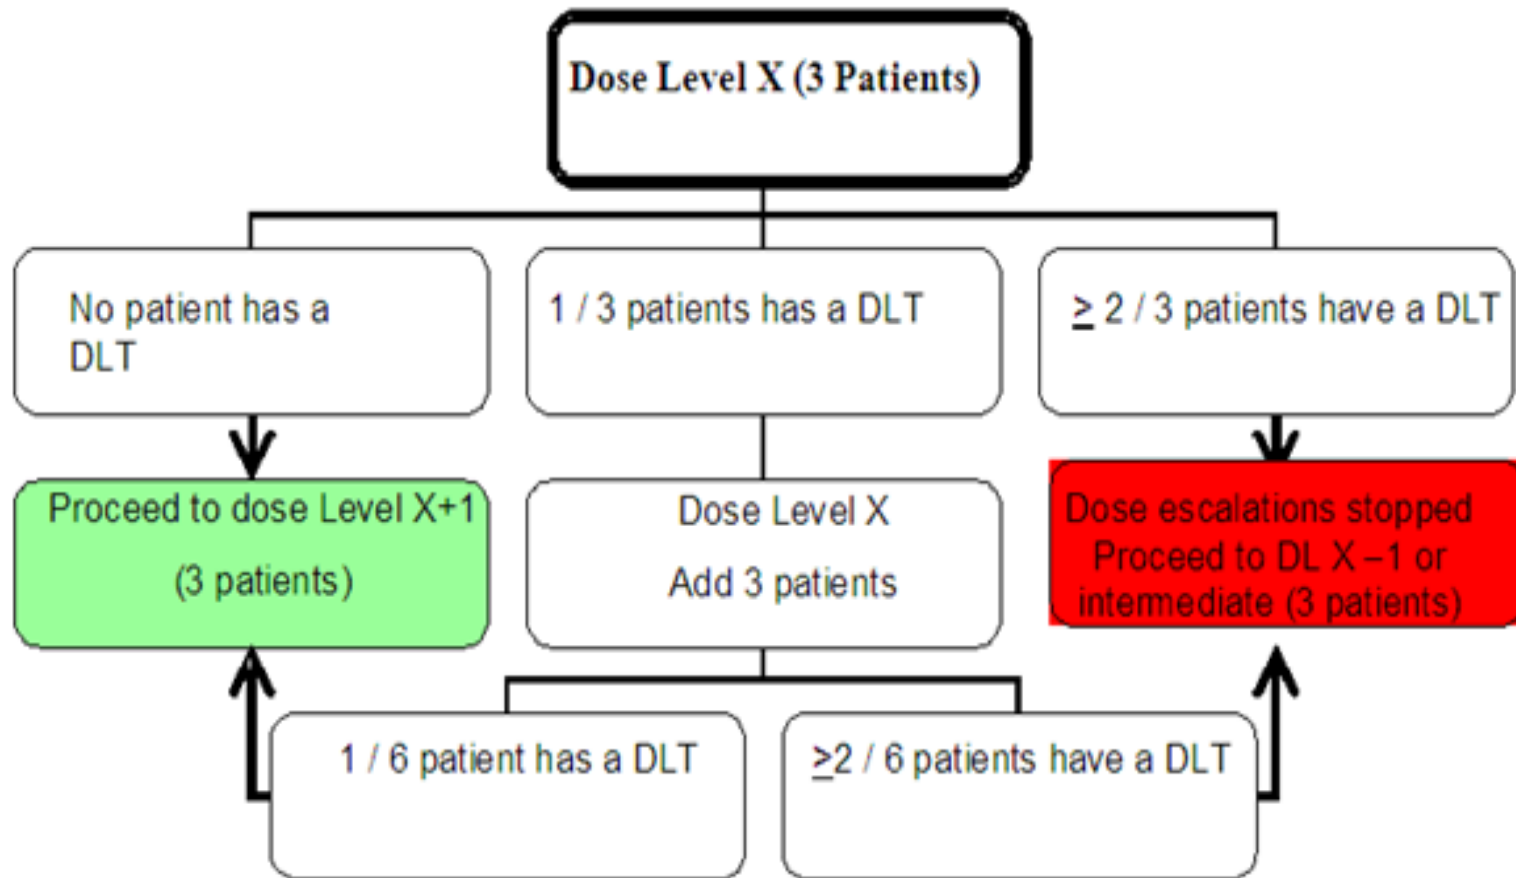 Dose Level X (3 Patients)
No patient has a
DLT
1 / 3 patients has a DLT
≥ 2 / 3 patients have a DLT
Proceed to dose Level X+1
(3 patients)
Dose Level X
Add 3 patients
Dose escalations stopped
Proceed to DL X –1 or
intermediate (3 patients)
1 / 6 patient has a DLT
≥2 / 6 patients have a DLT